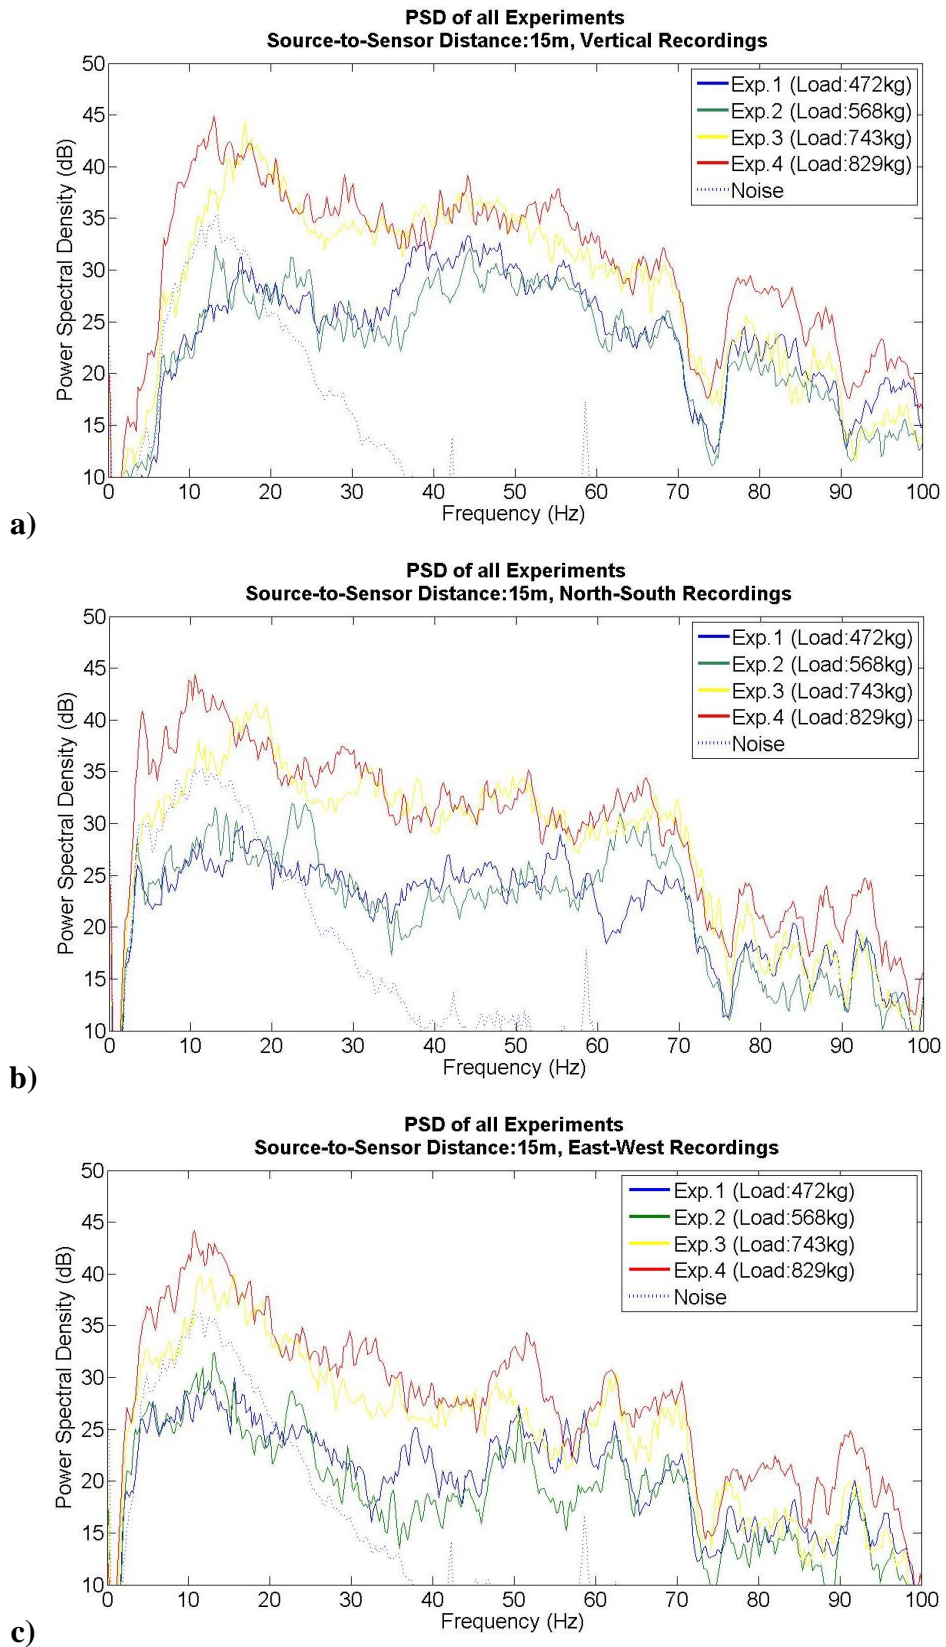 PSD of all Experiments
Source-to-Sensor Distance:15m, Vertical Recordings
Power Spectral Density (dB)
50
45
40
35
30
25
20
15
10
Exp.1 (Load:472kg)
Exp.2 (Load:568kg)
Exp.3 (Load:743kg)
Exp.4 (Load:829kg)
Noise
0 10 20 30 40 50 60 70 80 90 100
Frequency (Hz)
a)
PSD of all Experiments
Source-to-Sensor Distance:15m, North-South Recordings
Power Spectral Density (dB)
50
45
40
35
30
25
20
15
10
Exp.1 (Load:472kg)
Exp.2 (Load:568kg)
Exp.3 (Load:743kg)
Exp.4 (Load:829kg)
Noise
0 10 20 30 40 50 60 70 80 90 100
Frequency (Hz)
b)
PSD of all Experiments
Source-to-Sensor Distance:15m, East-West Recordings
Power Spectral Density (dB)
50
45
40
35
30
25
20
15
10
Exp.1 (Load:472kg)
Exp.2 (Load:568kg)
Exp.3 (Load:743kg)
Exp.4 (Load:829kg)
Noise
0 10 20 30 40 50 60 70 80 90 100
Frequency (Hz)
c)